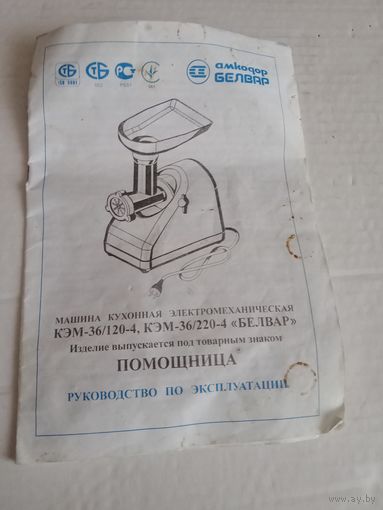 амкодор
БЕЛВАР
МАШИНА КУХОННАЯ ЭЛЕКТРОМЕХАНИЧЕСКАЯ
КЭМ-36/120-4, КЭМ-36/220-4 «БЕЛВАР»
Изделие выпускается под товарным знаком
ПОМОЩНИЦА
РУКОВОДСТВО ПО ЭКСПЛУАТАЦИИ
www.ay.by